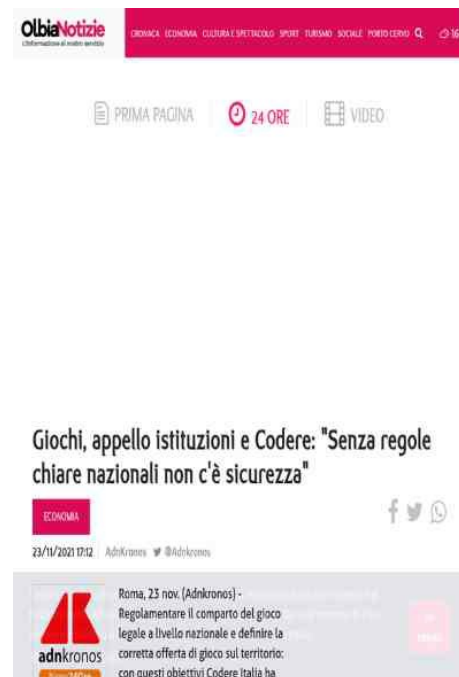 OlbiaNotizie
L'informazione al vostro servizio
CRONACA ECONOMIA CULTURA E SPETTACOLO SPORT TURISMO SOCIALE PORTO CERVO 16
PRIMA PAGINA 24 ORE VIDEO
Giochi, appello istituzioni e Codere: "Senza regole
chiare nazionali non c'è sicurezza"
ECONOMIA
23/11/2021 17:12 AdnKronos @Adnkronos
Roma, 23 nov. (Adnkronos) -
Regolamentare il comparto del gioco
legale a livello nazionale e definire la
corretta offerta di gioco sul territorio:
con questi obiettivi Codere Italia ha
adnkronos